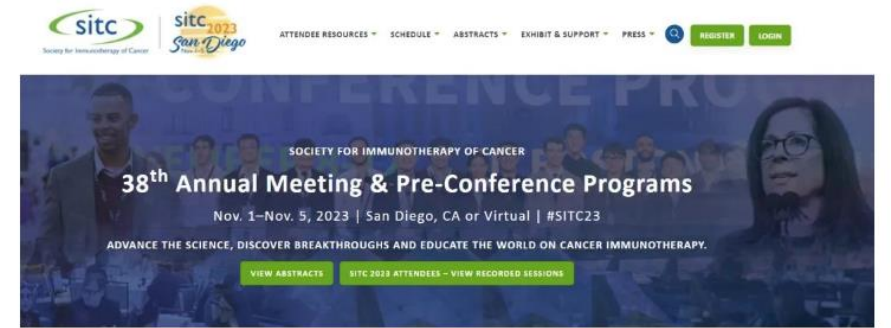 sitc
Society for Immunotherapy of Cancer
sitc
2023
San Diego
ATTENDEE RESOURCES
SCHEDULE
ABSTRACTS
EXHIBIT & SUPPORT
PRESS
REGISTER
LOGIN
CONFERENCE PRO
SOCIETY FOR IMMUNOTHERAPY OF CANCER
38th Annual Meeting & Pre-Conference Programs
Nov. 1–Nov. 5, 2023 | San Diego, CA or Virtual | #SITC23
ADVANCE THE SCIENCE, DISCOVER BREAKTHROUGHS AND EDUCATE THE WORLD ON CANCER IMMUNOTHERAPY.
VIEW ABSTRACTS
SITC 2023 ATTENDEES – VIEW RECORDED SESSIONS